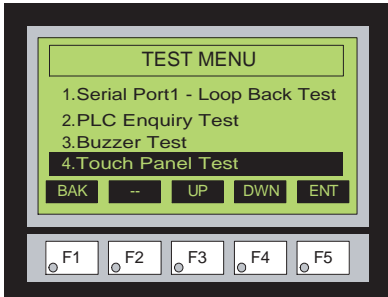 TEST MENU
1.Serial Port1 - Loop Back Test
2.PLC Enquiry Test
3.Buzzer Test
4.Touch Panel Test
BAK -- UP DWN ENT
F1 F2 F3 F4 F5